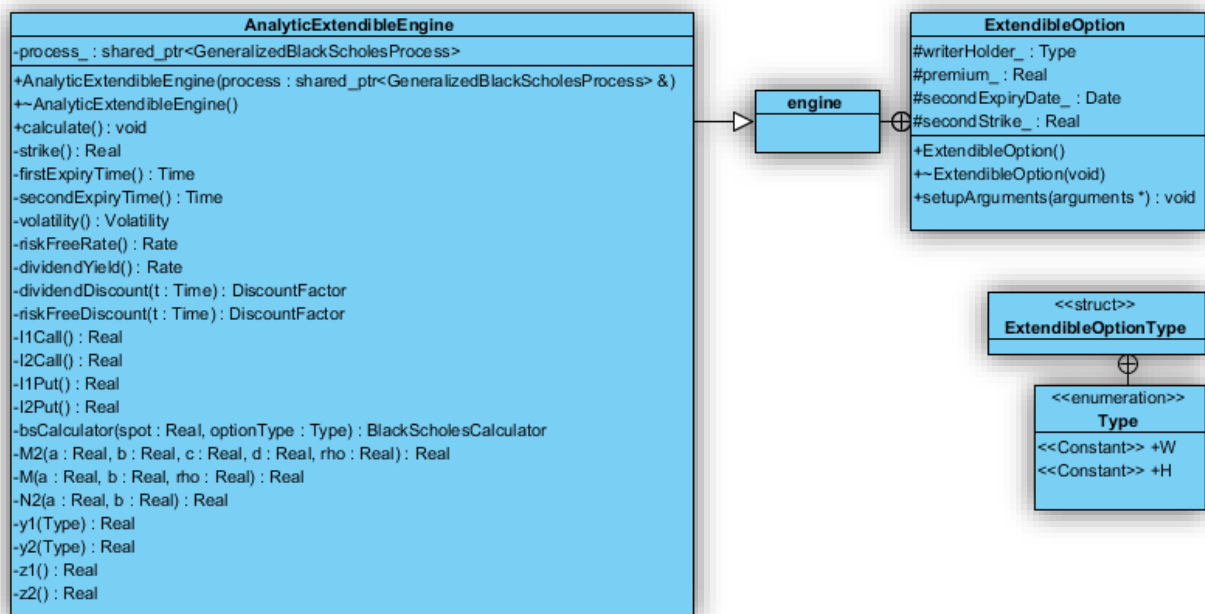 AnalyticExtendibleEngine
-process_ : shared_ptr<GeneralizedBlackScholesProcess>
+AnalyticExtendibleEngine(process : shared_ptr<GeneralizedBlackScholesProcess> &)
+~AnalyticExtendibleEngine()
+calculate() : void
-strike() : Real
-firstExpiryTime() : Time
-secondExpiryTime() : Time
-volatility() : Volatility
-riskFreeRate() : Rate
-dividendYield() : Rate
-dividendDiscount(t : Time) : DiscountFactor
-riskFreeDiscount(t : Time) : DiscountFactor
-I1Call() : Real
-I2Call() : Real
-I1Put() : Real
-I2Put() : Real
-bsCalculator(spot : Real, optionType : Type) : BlackScholesCalculator
-M2(a : Real, b : Real, c : Real, d : Real, rho : Real) : Real
-M(a : Real, b : Real, rho : Real) : Real
-N2(a : Real, b : Real) : Real
-y1(Type) : Real
-y2(Type) : Real
-z1() : Real
-z2() : Real
engine
ExtendibleOption
#writerHolder_ : Type
#premium_ : Real
#secondExpiryDate_ : Date
#secondStrike_ : Real
+ExtendibleOption()
+~ExtendibleOption(void)
+setupArguments(arguments *) : void
<<struct>>
ExtendibleOptionType
<<enumeration>>
Type
<<Constant>> +W
<<Constant>> +H